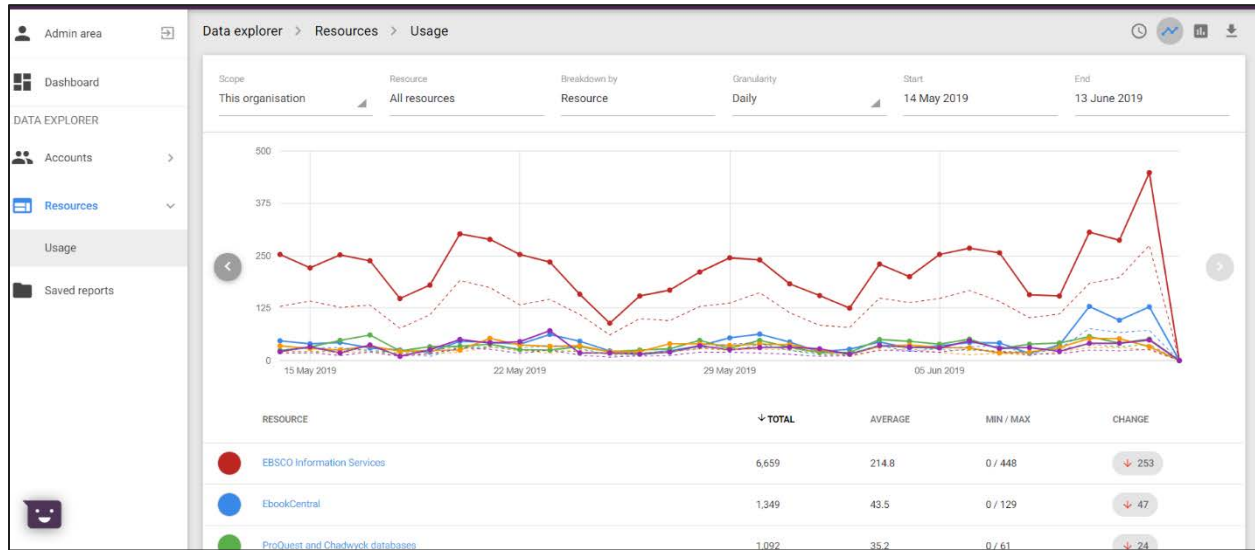 Admin area
Dashboard
DATA EXPLORER
Accounts
Resources
Usage
Saved reports
Data explorer > Resources > Usage
Scope Resource Breakdown by Granularity Start End
This organisation All resources Resource Daily 14 May 2019 13 June 2019
500
375
250
125
0
15 May 2019 22 May 2019 29 May 2019 05 Jun 2019
RESOURCE TOTAL AVERAGE MIN / MAX CHANGE
EBSCO Information Services 6,659 214.8 0 / 448 253
EbookCentral 1,349 43.5 0 / 129 47
ProQuest and Chadwyck databases 1,092 35.2 0 / 61 24